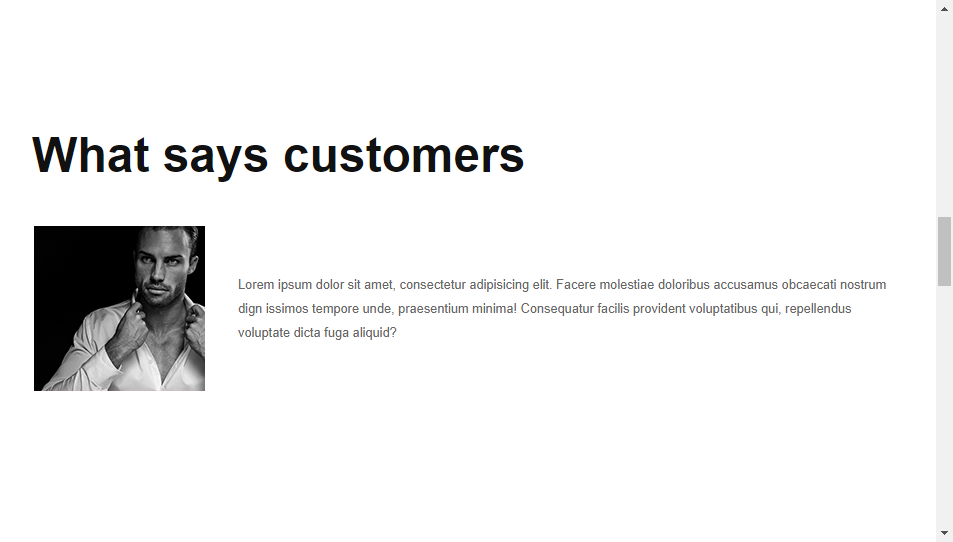 What says customers
Lorem ipsum dolor sit amet, consectetur adipisicing elit. Facere molestiae doloribus accusamus obcaecati nostrum
dign issimos tempore unde, praesentium minima! Consequatur facilis provident voluptatibus qui, repellendus
voluptate dicta fuga aliquid?